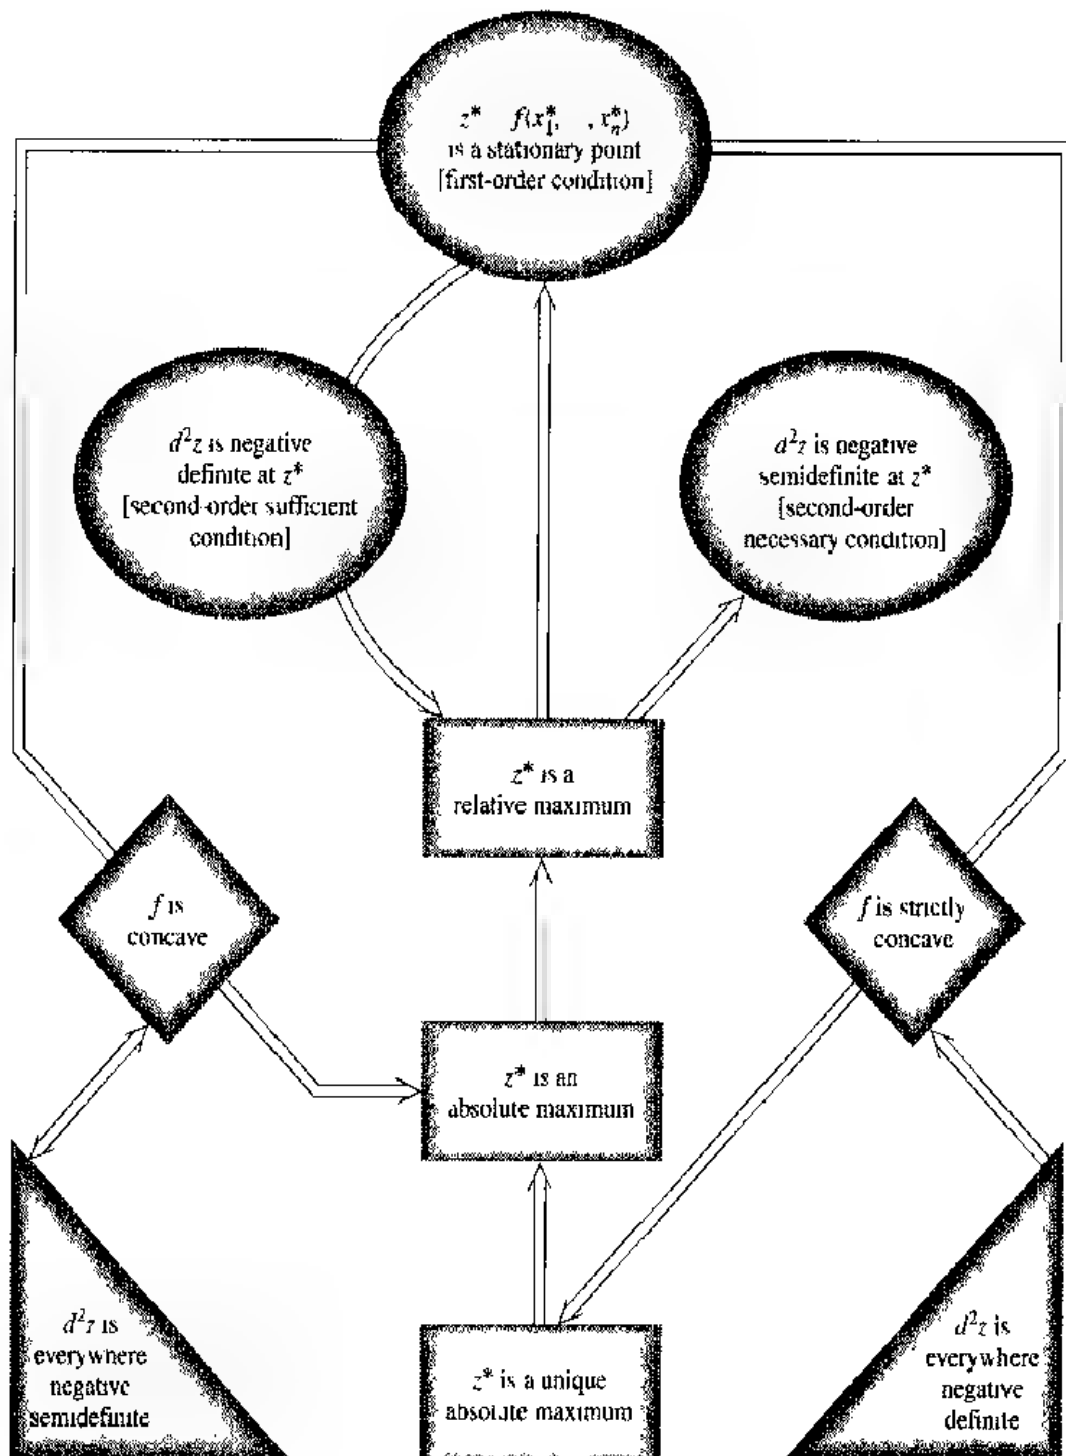 z* f(x₁*, , xₙ*)
is a stationary point
[first-order condition]
d²z is negative
definite at z*
[second-order sufficient
condition]
d²z is negative
semidefinite at z*
[second-order
necessary condition]
z* is a
relative maximum
f is
concave
f is strictly
concave
z* is an
absolute maximum
d²z is
everywhere
negative
semidefinite
z* is a unique
absolute maximum
d²z is
everywhere
negative
definite